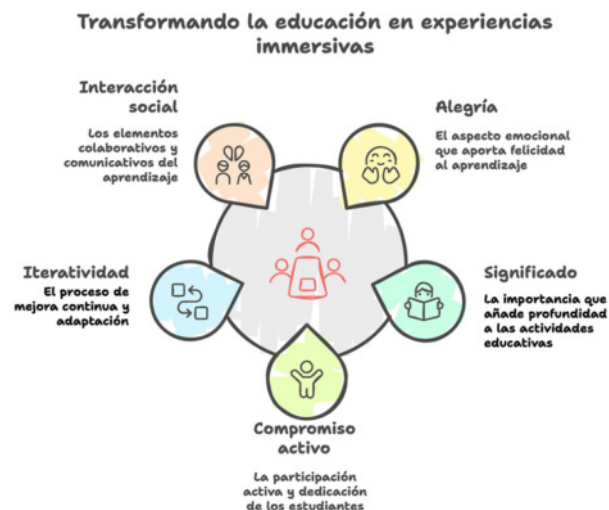 Transformando la educación en experiencias
immersivas
Interacción
social
Los elementos
colaborativos y
comunicativos del
aprendizaje
Alegría
El aspecto emocional
que aporta felicidad
al aprendizaje
Iteratividad
El proceso de
mejora continua y
adaptación
Significado
La importancia que
añade profundidad
a las actividades
educativas
Compromiso
activo
La participación
activa y dedicación
de los estudiantes